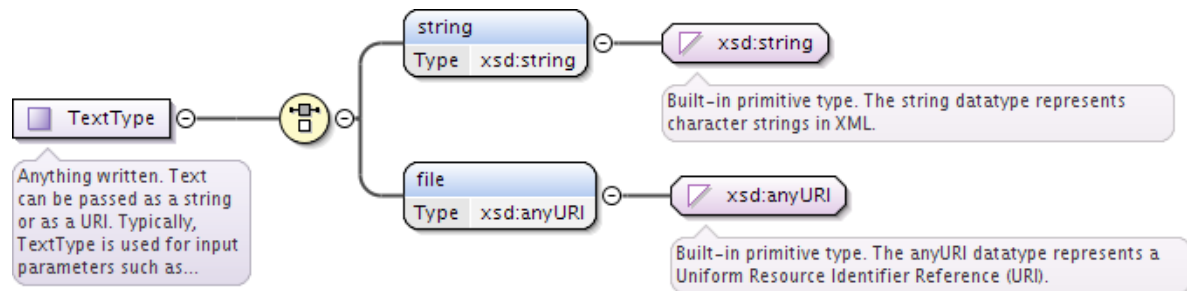 string
Type xsd:string
xsd:string
Built-in primitive type. The string datatype represents
character strings in XML.
TextType
Anything written. Text
can be passed as a string
or as a URI. Typically,
TextType is used for input
parameters such as...
file
Type xsd:anyURI
xsd:anyURI
Built-in primitive type. The anyURI datatype represents a
Uniform Resource Identifier Reference (URI).